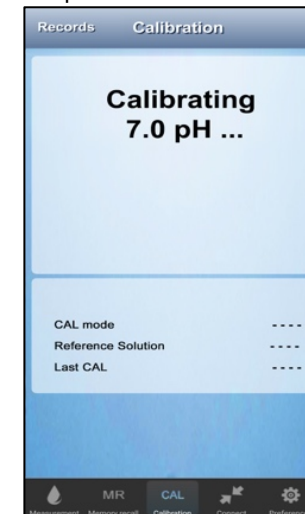 Records Calibration
Calibrating
7.0 pH ...
CAL mode ----
Reference Solution ----
Last CAL ----
MR CAL
Measurement Memory recall Calibration Connect Preference